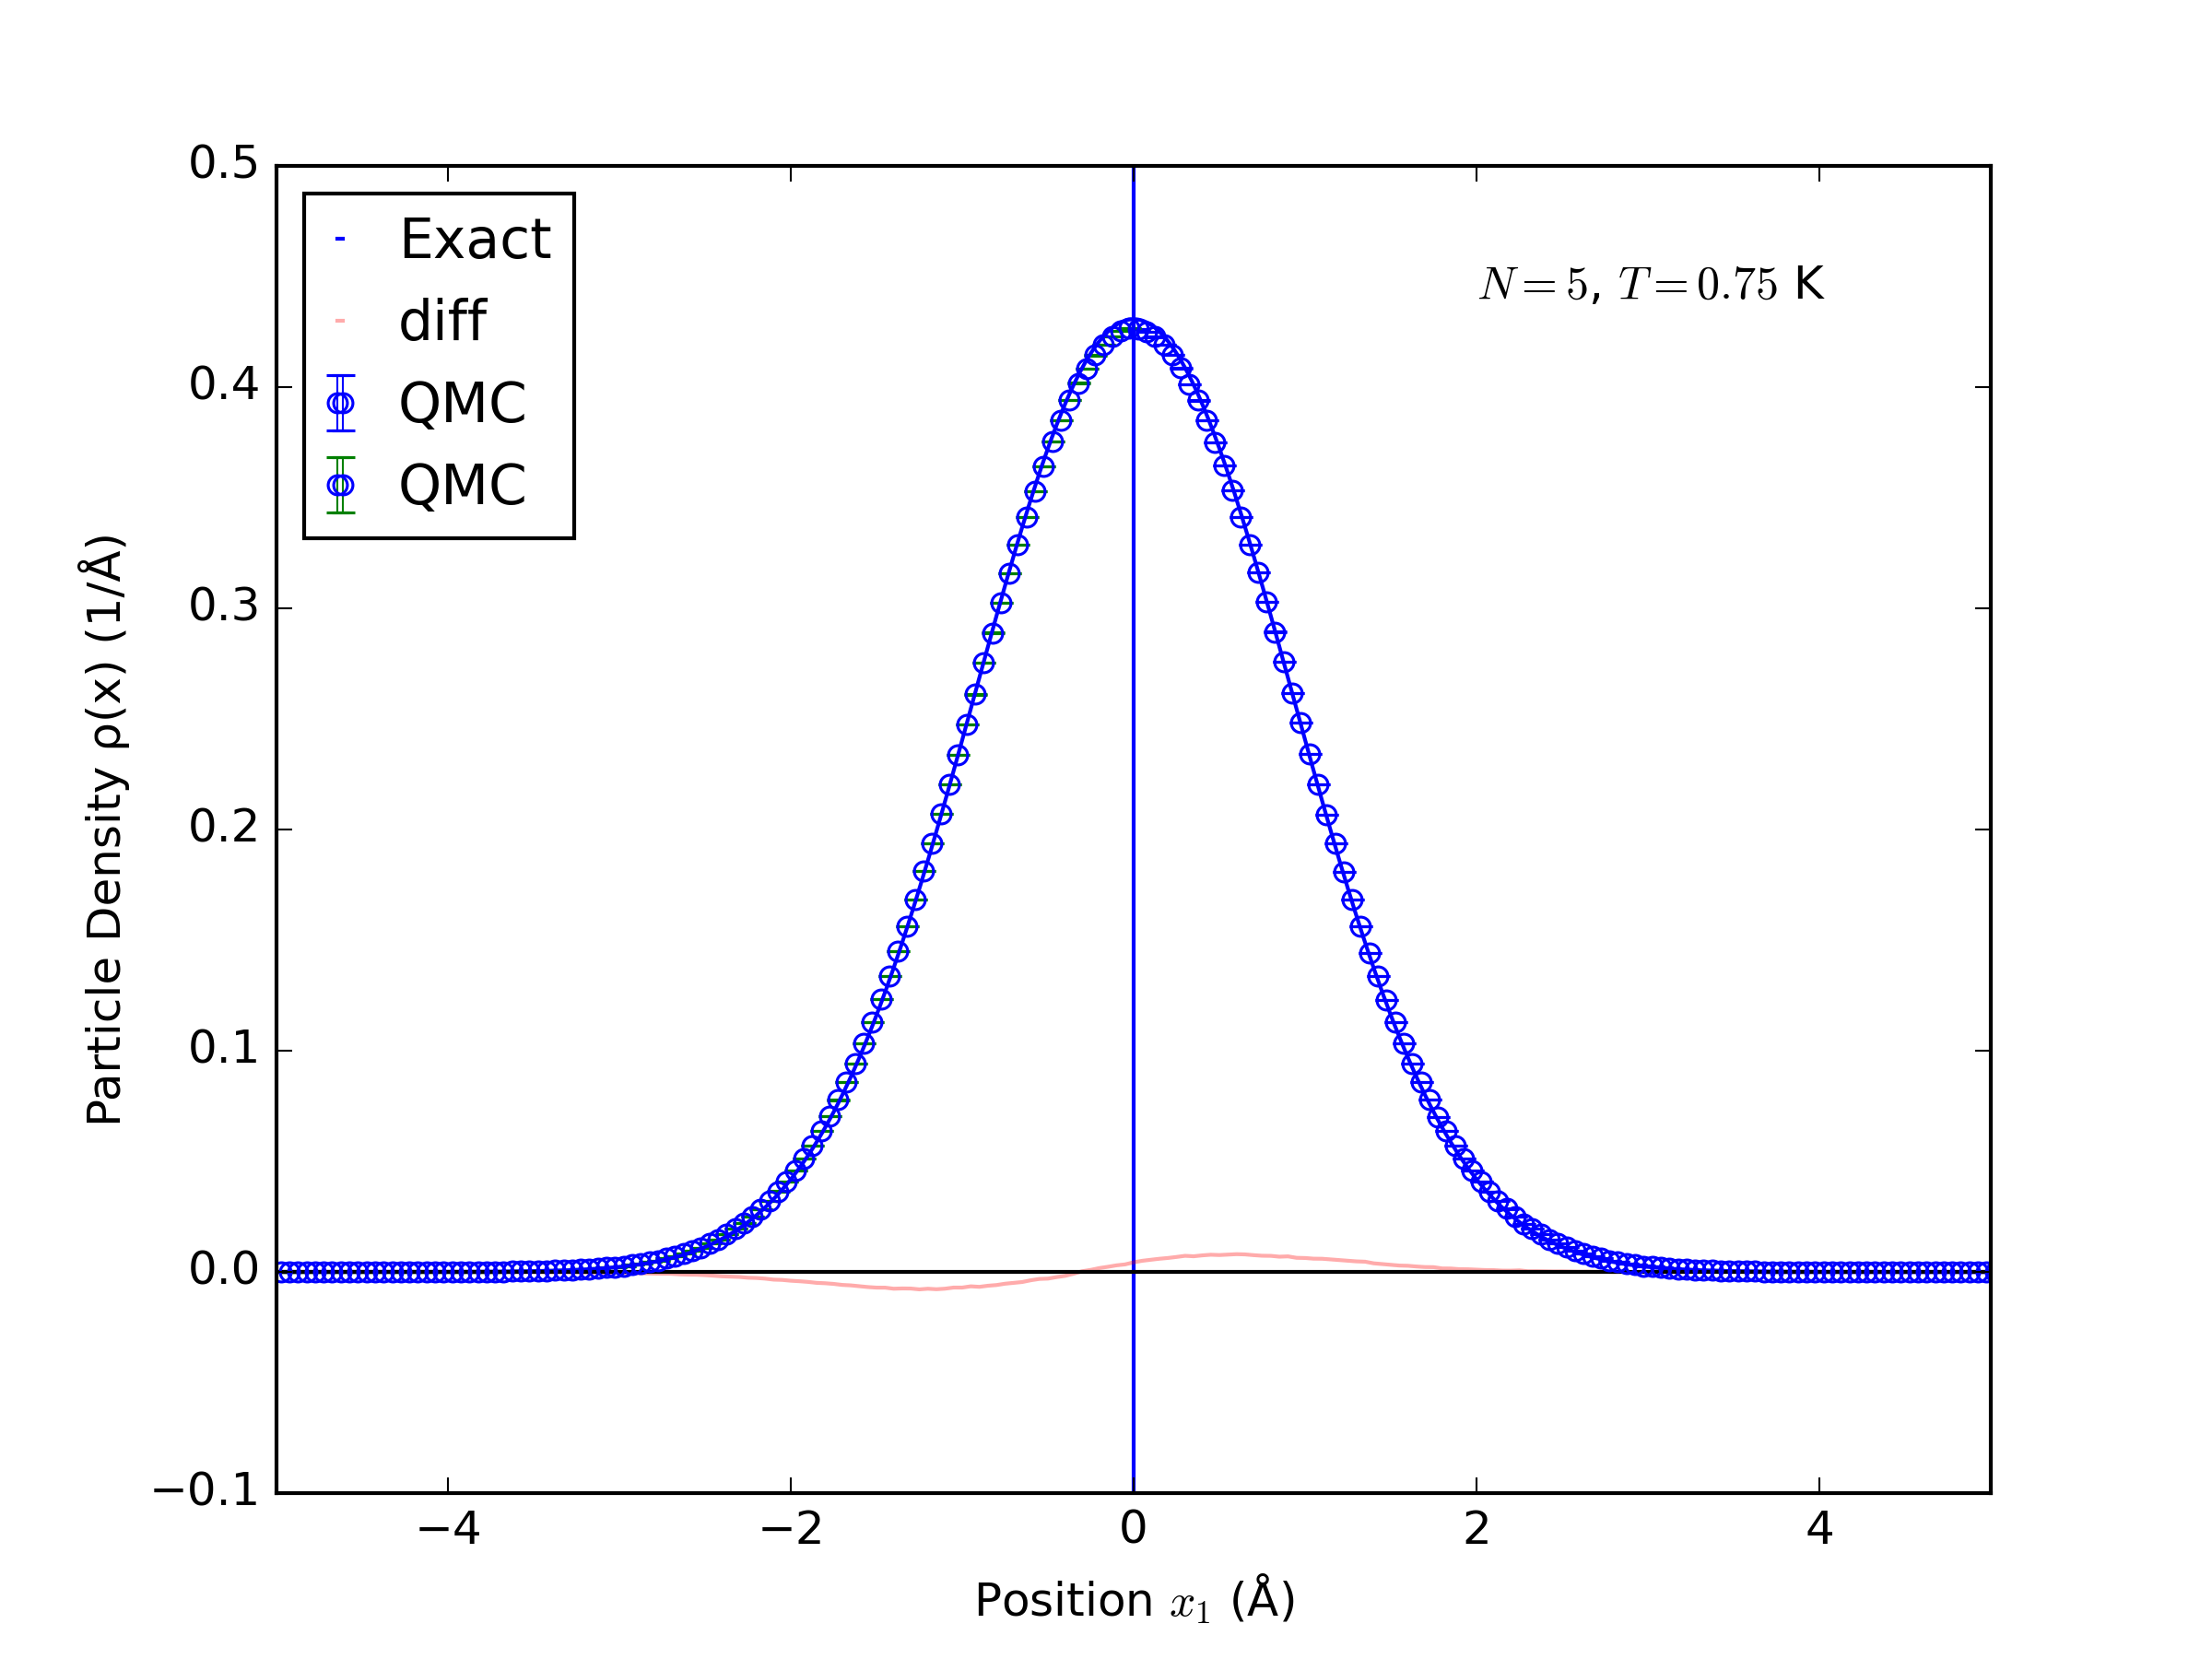 0.5
0.4
0.3
0.2
0.1
0.0
−0.1
Particle Density ρ(x) (1/Å)
Exact
diff
QMC
QMC
N=5, T=0.75 K
−4 −2 0 2 4
Position x₁ (Å)